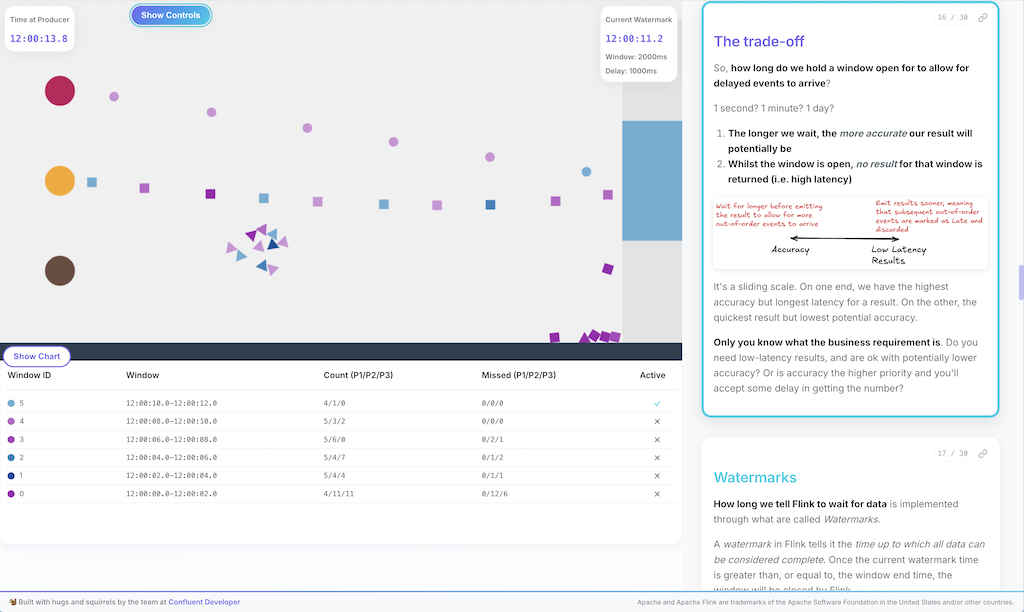 Time at Producer
12:00:13.8
Show Controls
Current Watermark
12:00:11.2
Window: 2000ms
Delay: 1000ms
Show Chart
Window ID Window Count (P1/P2/P3) Missed (P1/P2/P3) Active
5 12:00:10.0–12:00:12.0 4/1/0 0/0/0 ✓
4 12:00:08.0–12:00:10.0 5/3/2 0/0/0 ✕
3 12:00:06.0–12:00:08.0 5/6/0 0/2/1 ✕
2 12:00:04.0–12:00:06.0 5/4/7 0/1/2 ✕
1 12:00:02.0–12:00:04.0 5/4/4 0/1/1 ✕
0 12:00:00.0–12:00:02.0 4/11/11 0/12/6 ✕
16 / 30
The trade-off
So, how long do we hold a window open for to allow for
delayed events to arrive?
1 second? 1 minute? 1 day?
1. The longer we wait, the more accurate our result will
potentially be
2. Whilst the window is open, no result for that window is
returned (i.e. high latency)
Wait for longer before emitting
the result to allow for more
out-of-order events to arrive
Emit results sooner, meaning
that subsequent out-of-order
events are marked as Late and
discarded
Accuracy
Low Latency
Results
It's a sliding scale. On one end, we have the highest
accuracy but longest latency for a result. On the other, the
quickest result but lowest potential accuracy.
Only you know what the business requirement is. Do you
need low-latency results, and are ok with potentially lower
accuracy? Or is accuracy the higher priority and you'll
accept some delay in getting the number?
17 / 30
Watermarks
How long we tell Flink to wait for data is implemented
through what are called Watermarks.
A watermark in Flink tells it the time up to which all data can
be considered complete. Once the current watermark time
is greater than, or equal to, the window end time, the
window will be closed by Flink.
Built with hugs and squirrels by the team at Confluent Developer
Apache and Apache Flink are trademarks of the Apache Software Foundation in the United States and/or other countries.